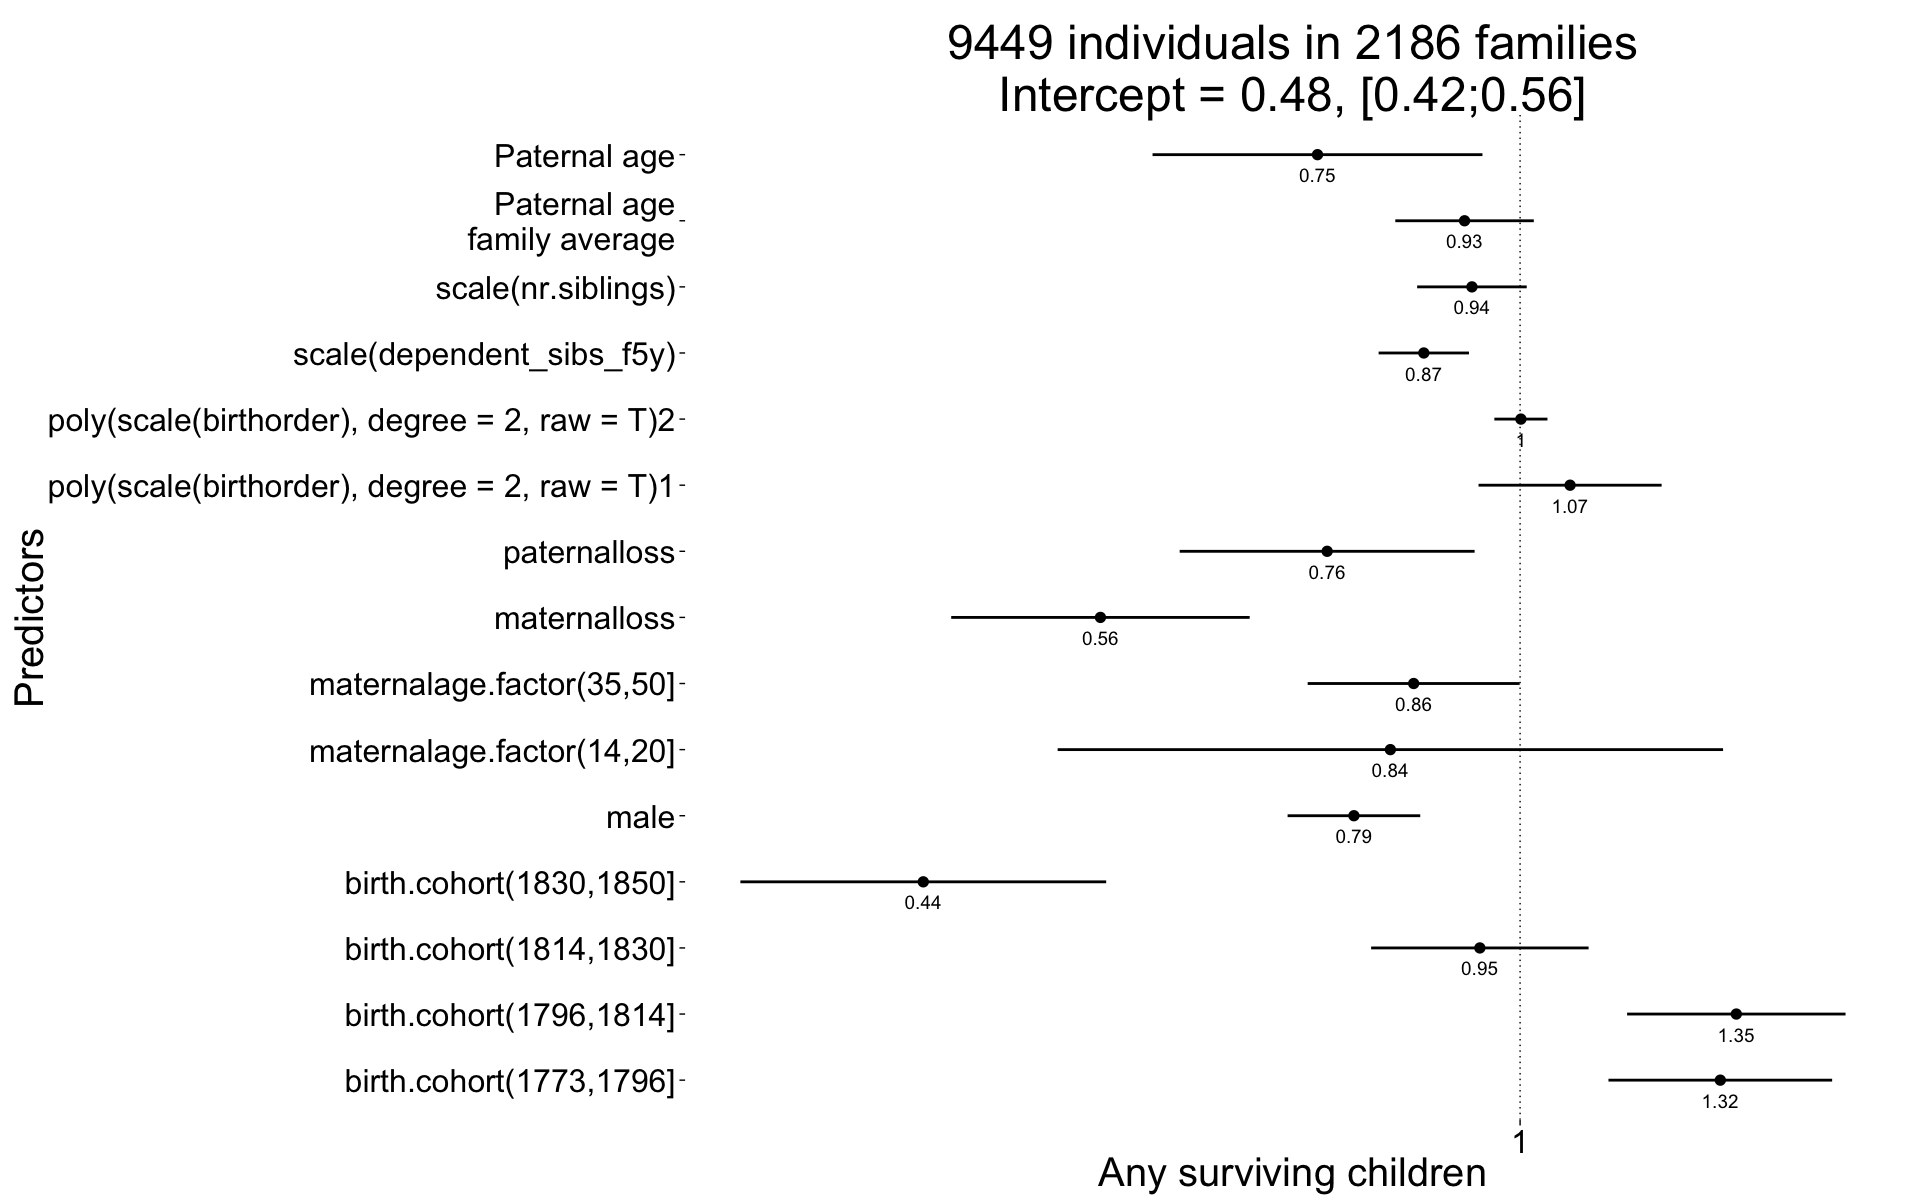 9449 individuals in 2186 families
Intercept = 0.48, [0.42;0.56]
Paternal age
0.75
Paternal age
family average
0.93
scale(nr.siblings)
0.94
scale(dependent_sibs_f5y)
0.87
poly(scale(birthorder), degree = 2, raw = T)2
1
poly(scale(birthorder), degree = 2, raw = T)1
1.07
paternalloss
0.76
maternalloss
0.56
maternalage.factor(35,50]
0.86
maternalage.factor(14,20]
0.84
male
0.79
birth.cohort(1830,1850]
0.44
birth.cohort(1814,1830]
0.95
birth.cohort(1796,1814]
1.35
birth.cohort(1773,1796]
1.32
Predictors
1
Any surviving children